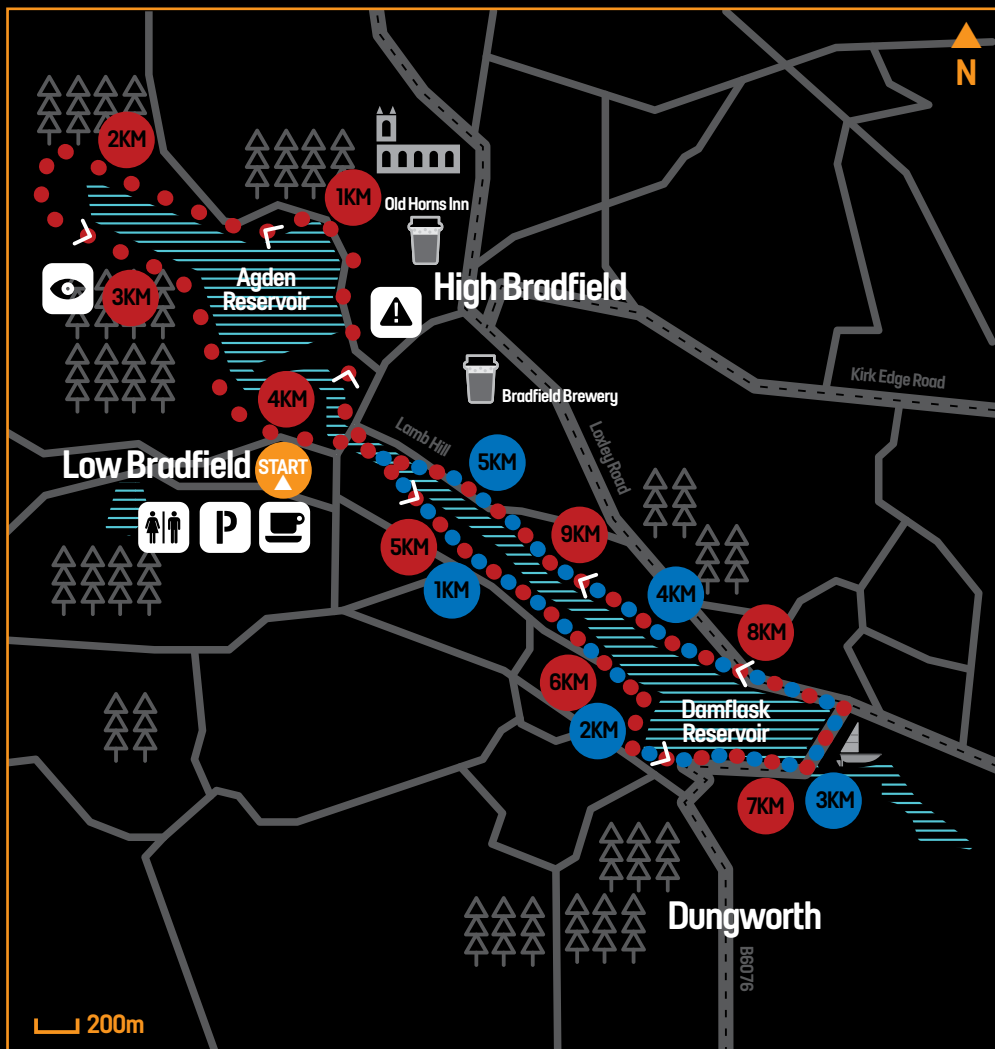 N
2KM
1KM
Old Horns Inn
Agden
Reservoir
3KM
High Bradfield
Kirk Edge Road
Bradfield Brewery
4KM
Lamb Hill
Loxley Road
Low Bradfield
START
5KM
P
9KM
5KM
1KM
4KM
8KM
6KM
2KM
Damflask
Reservoir
7KM
3KM
Dungworth
B6076
200m